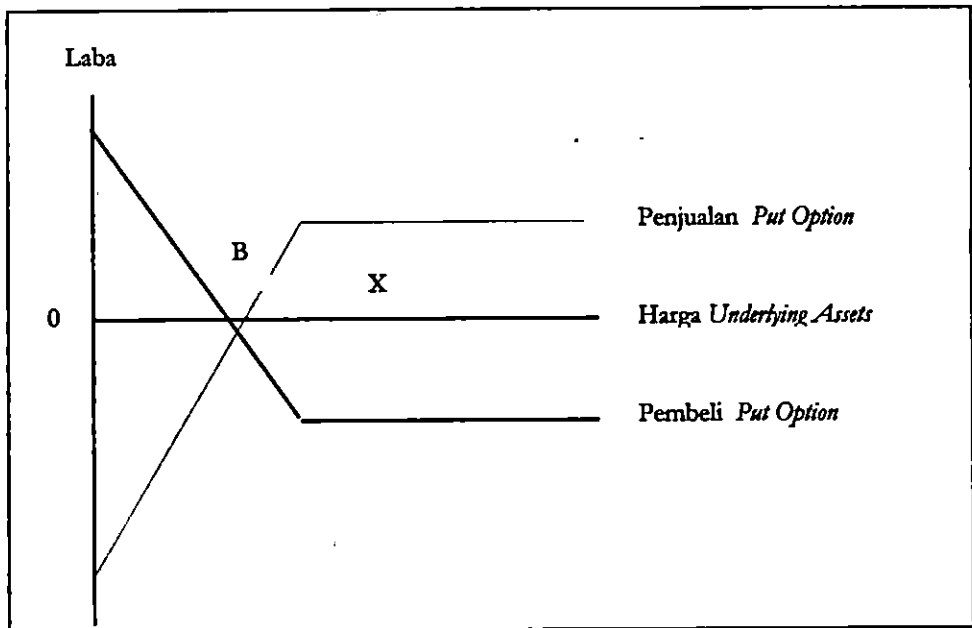 Laba
Penjualan Put Option
B
X
0
Harga Underlying Assets
Pembeli Put Option